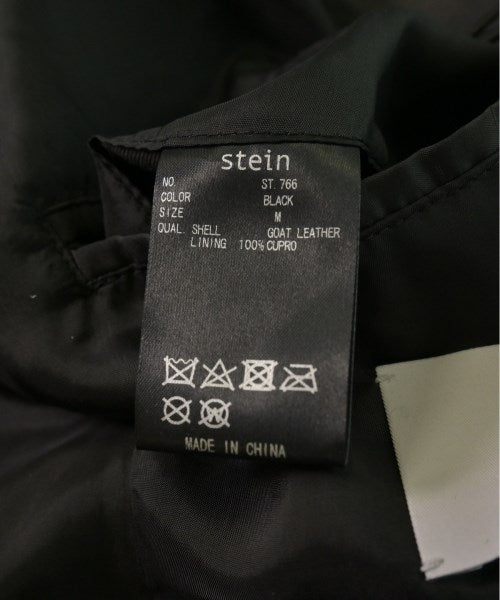 stein
NO. ST. 766
COLOR BLACK
SIZE M
QUAL. SHELL GOAT LEATHER
LINING 100% CUPRO
W
MADE IN CHINA